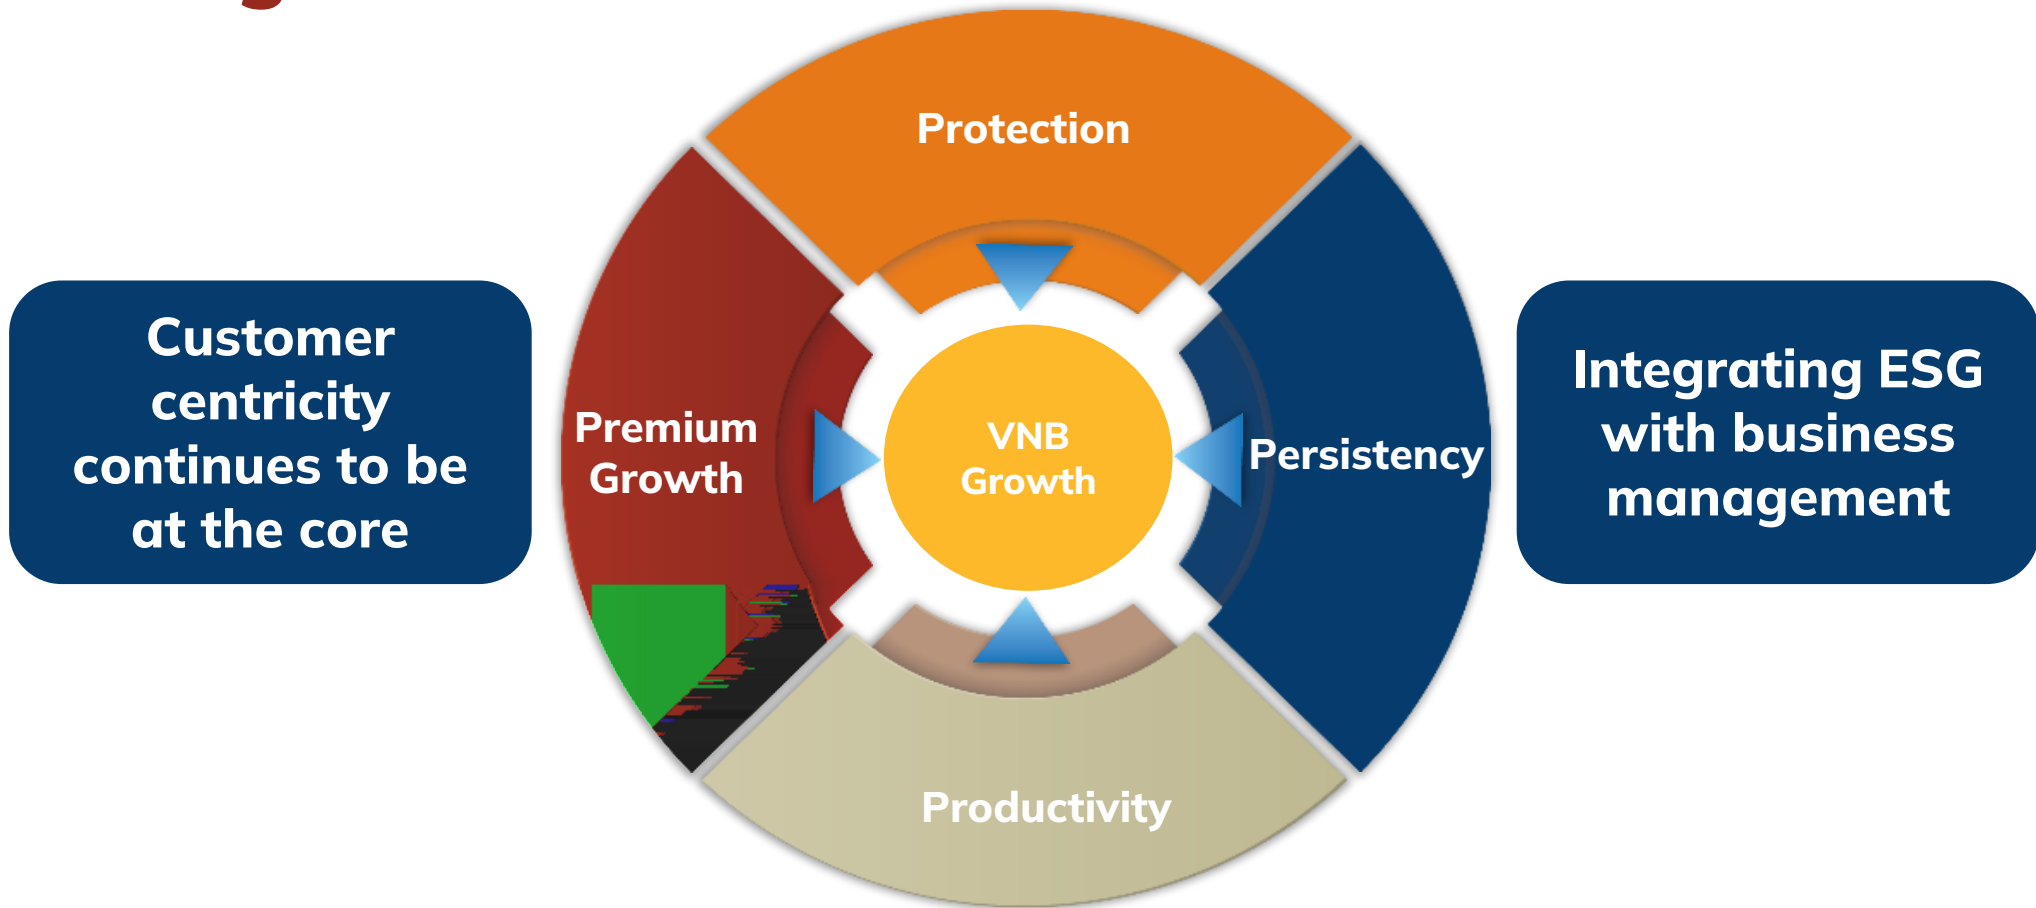 Protection
Customer
centricity
continues to be
at the core
Premium
Growth
VNB
Growth
Persistency
Integrating ESG
with business
management
Productivity